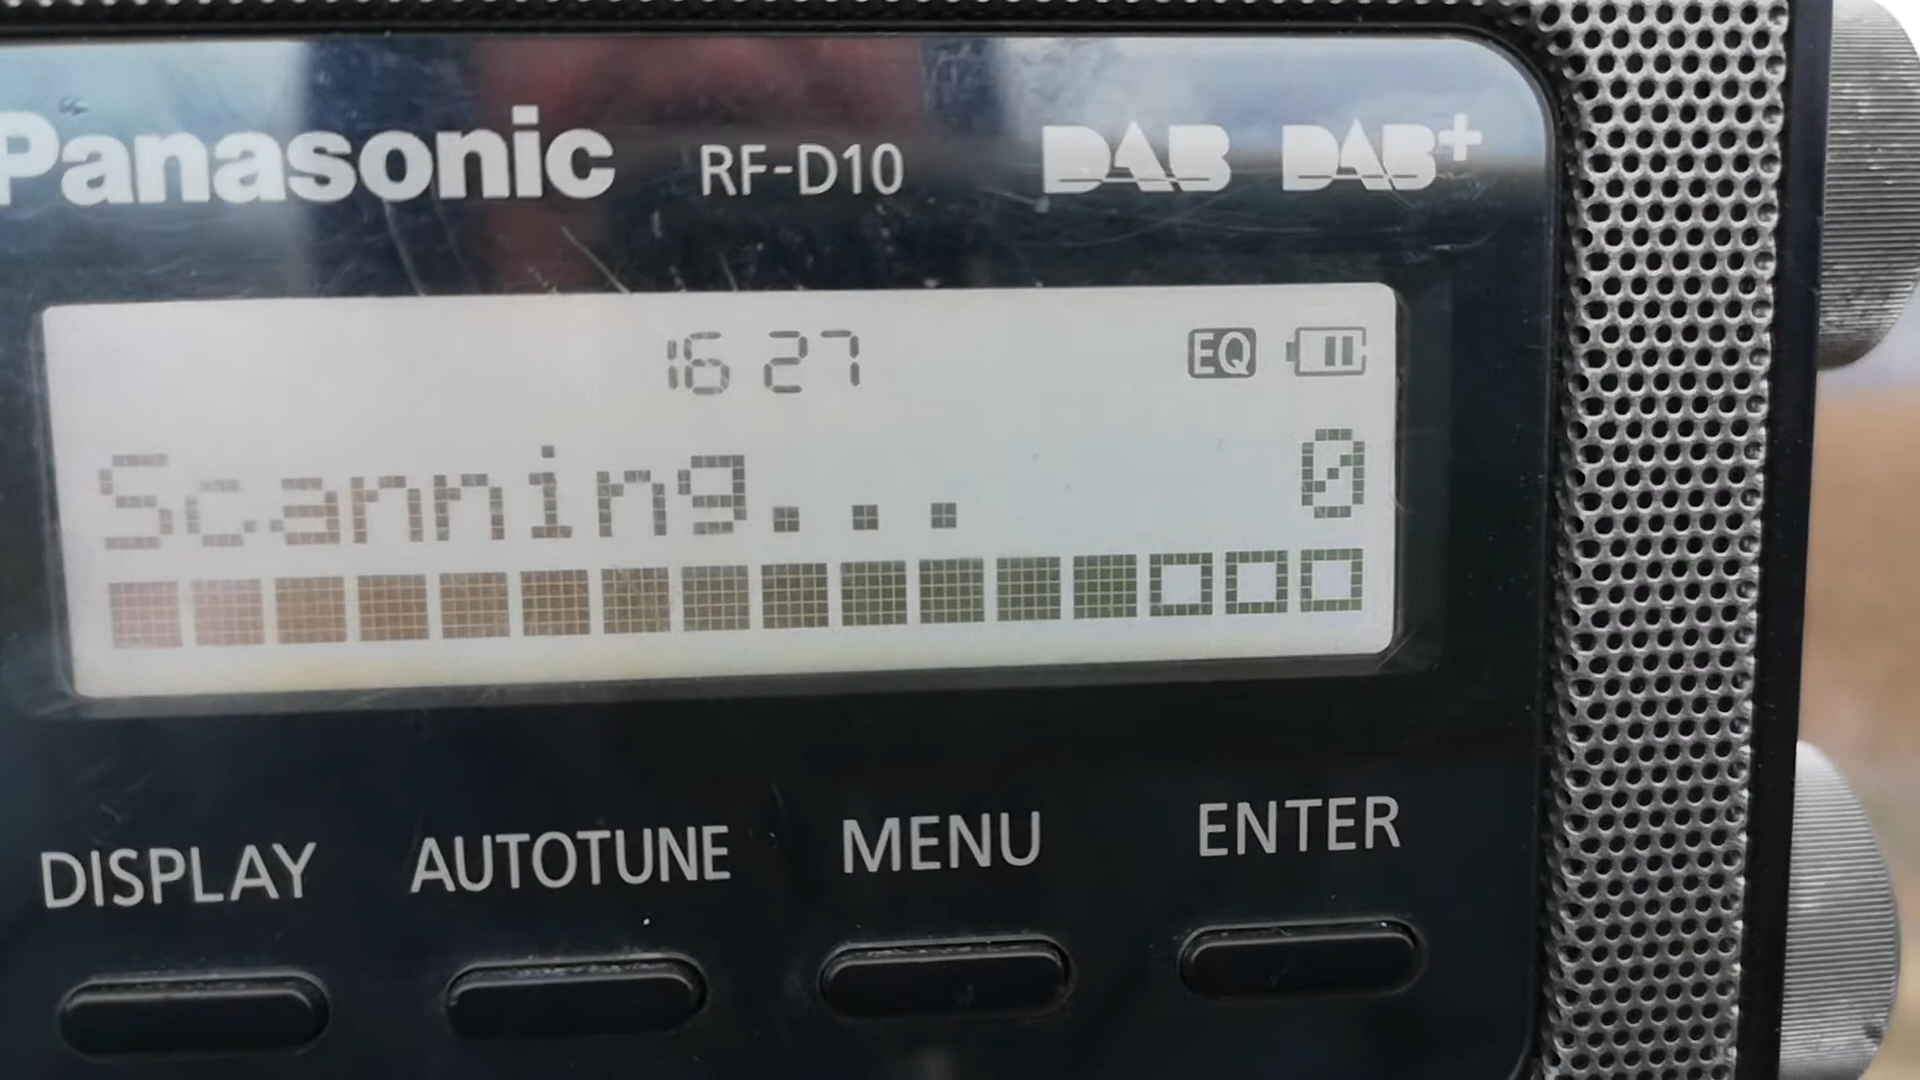 Panasonic RF-D10 DAB DAB+
16 27 EQ
Scanning... 0
DISPLAY AUTOTUNE MENU ENTER